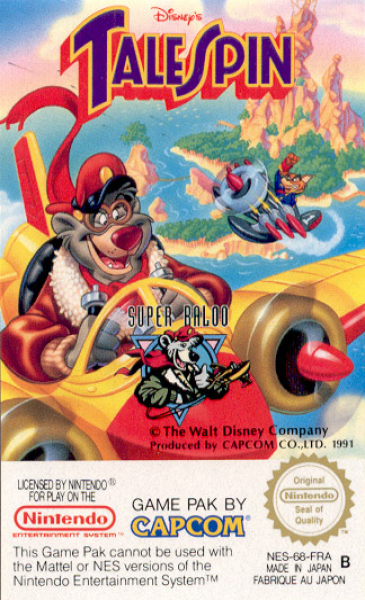 Disney's
TALESPIN
SUPER BALOO
© The Walt Disney Company
Produced by CAPCOM CO.,LTD. 1991
LICENSED BY NINTENDO®
FOR PLAY ON THE
Nintendo®
ENTERTAINMENT SYSTEM™
GAME PAK BY
CAPCOM
Original
Nintendo
Seal of
Quality
TM
This Game Pak cannot be used with
the Mattel or NES versions of the
Nintendo Entertainment System™
NES-68-FRA
MADE IN JAPAN
FABRIQUE AU JAPON
B